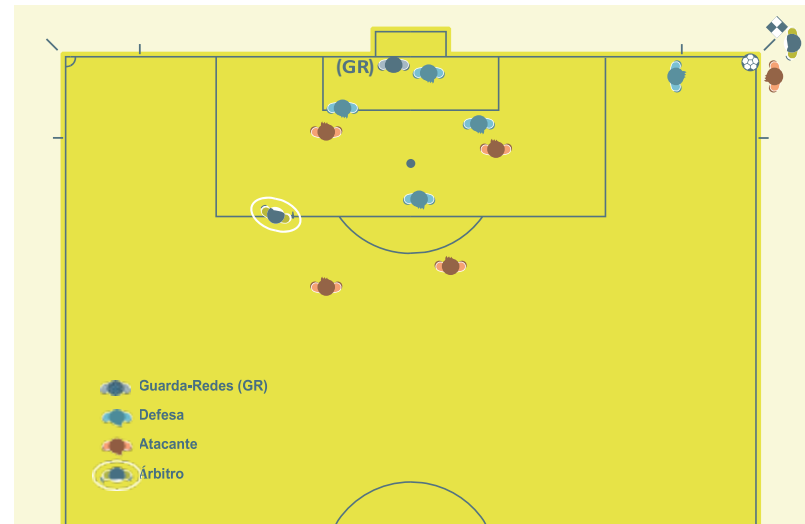 (GR)
Guarda-Redes (GR)
Defesa
Atacante
Árbitro